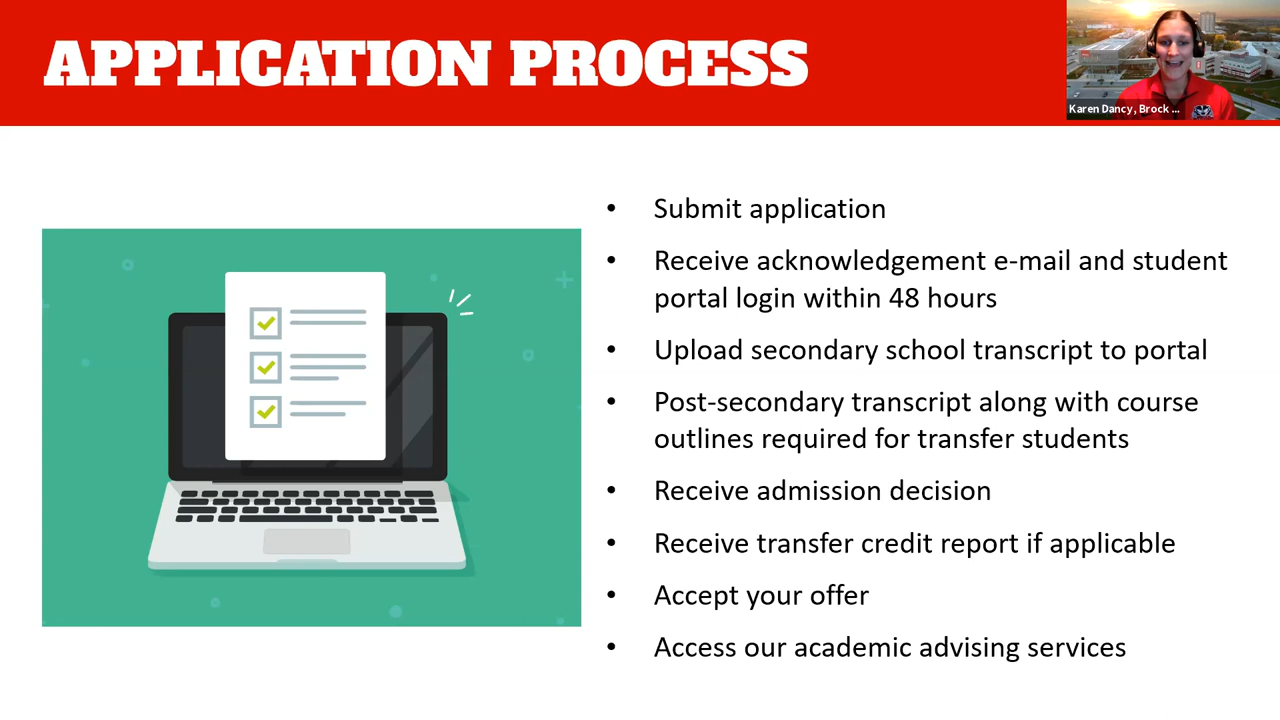 APPLICATION PROCESS
Karen Dancy, Brock ...
• Submit application
• Receive acknowledgement e-mail and student
portal login within 48 hours
• Upload secondary school transcript to portal
• Post-secondary transcript along with course
outlines required for transfer students
• Receive admission decision
• Receive transfer credit report if applicable
• Accept your offer
• Access our academic advising services